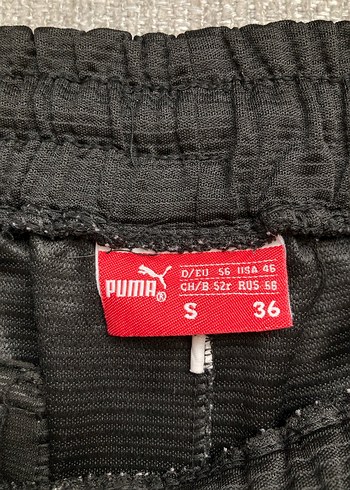 PUMA®
D/EU 56 USA 46
CH/B 52r RUS 56
S 36